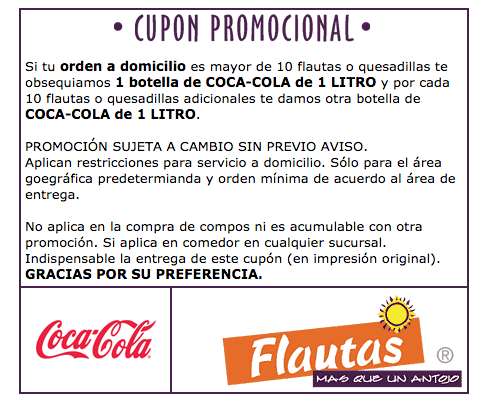 • CUPON PROMOCIONAL •
Si tu orden a domicilio es mayor de 10 flautas o quesadillas te
obsequiamos 1 botella de COCA-COLA de 1 LITRO y por cada
10 flautas o quesadillas adicionales te damos otra botella de
COCA-COLA de 1 LITRO.
PROMOCIÓN SUJETA A CAMBIO SIN PREVIO AVISO.
Aplican restricciones para servicio a domicilio. Sólo para el área
goegráfica predetermianda y orden mínima de acuerdo al área de
entrega.
No aplica en la compra de compos ni es acumulable con otra
promoción. Si aplica en comedor en cualquier sucursal.
Indispensable la entrega de este cupón (en impresión original).
GRACIAS POR SU PREFERENCIA.
Coca-Cola
Flautas ®
MAS QUE UN ANTOJO